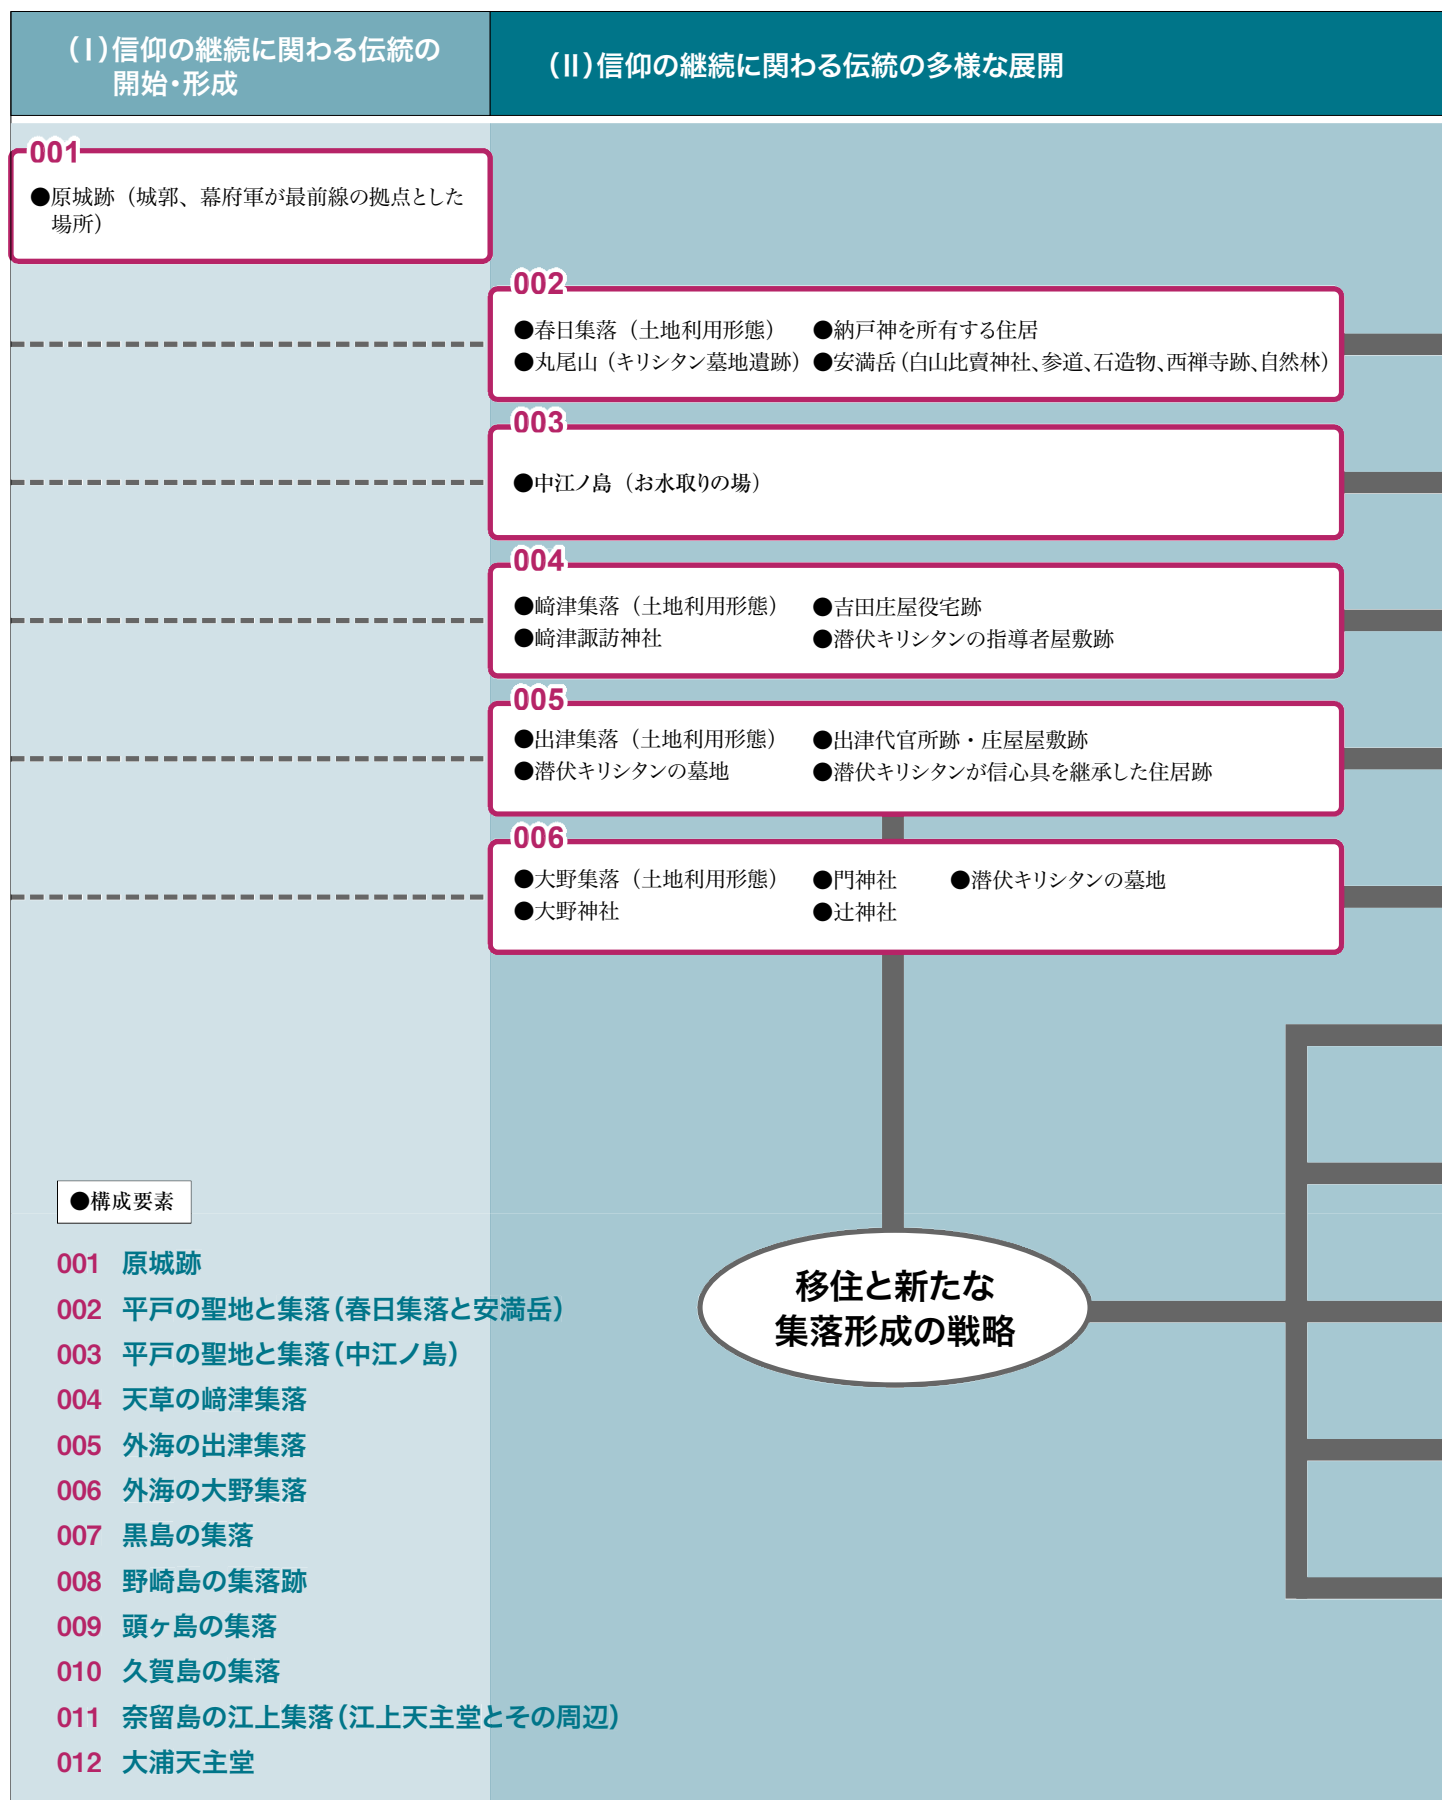 (Ⅰ)信仰の継続に関わる伝統の
開始・形成
(Ⅱ)信仰の継続に関わる伝統の多様な展開
001
●原城跡（城郭、幕府軍が最前線の拠点とした
場所）
002
●春日集落（土地利用形態） ●納戸神を所有する住居
●丸尾山（キリシタン墓地遺跡） ●安満岳（白山比賣神社、参道、石造物、西禅寺跡、自然林）
003
●中江ノ島（お水取りの場）
004
●﨑津集落（土地利用形態） ●吉田庄屋役宅跡
●﨑津諏訪神社 ●潜伏キリシタンの指導者屋敷跡
005
●出津集落（土地利用形態） ●出津代官所跡・庄屋屋敷跡
●潜伏キリシタンの墓地 ●潜伏キリシタンが信心具を継承した住居跡
006
●大野集落（土地利用形態） ●門神社 ●潜伏キリシタンの墓地
●大野神社 ●辻神社
移住と新たな
集落形成の戦略
●構成要素
001 原城跡
002 平戸の聖地と集落（春日集落と安満岳）
003 平戸の聖地と集落（中江ノ島）
004 天草の﨑津集落
005 外海の出津集落
006 外海の大野集落
007 黒島の集落
008 野崎島の集落跡
009 頭ヶ島の集落
010 久賀島の集落
011 奈留島の江上集落（江上天主堂とその周辺）
012 大浦天主堂